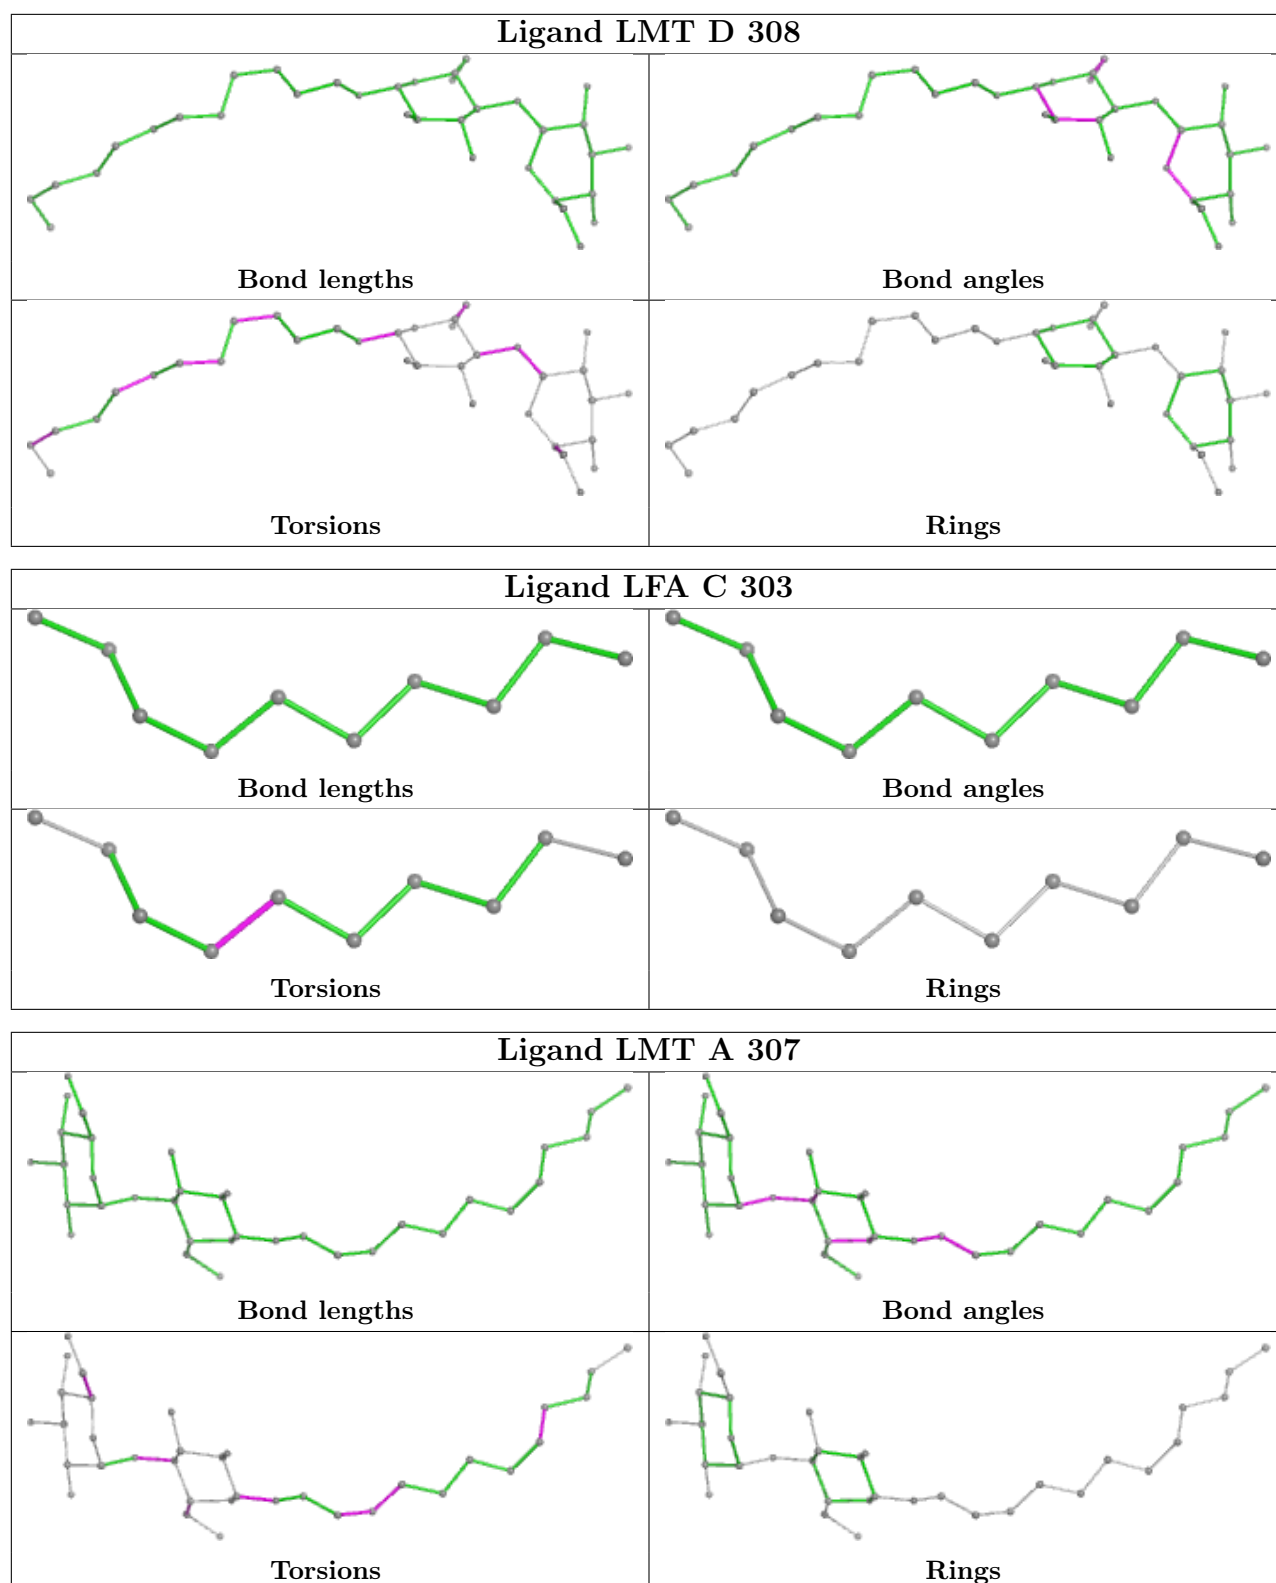 Ligand LMT D 308
Bond lengths
Bond angles
Torsions
Rings
Ligand LFA C 303
Bond lengths
Bond angles
Torsions
Rings
Ligand LMT A 307
Bond lengths
Bond angles
Torsions
Rings